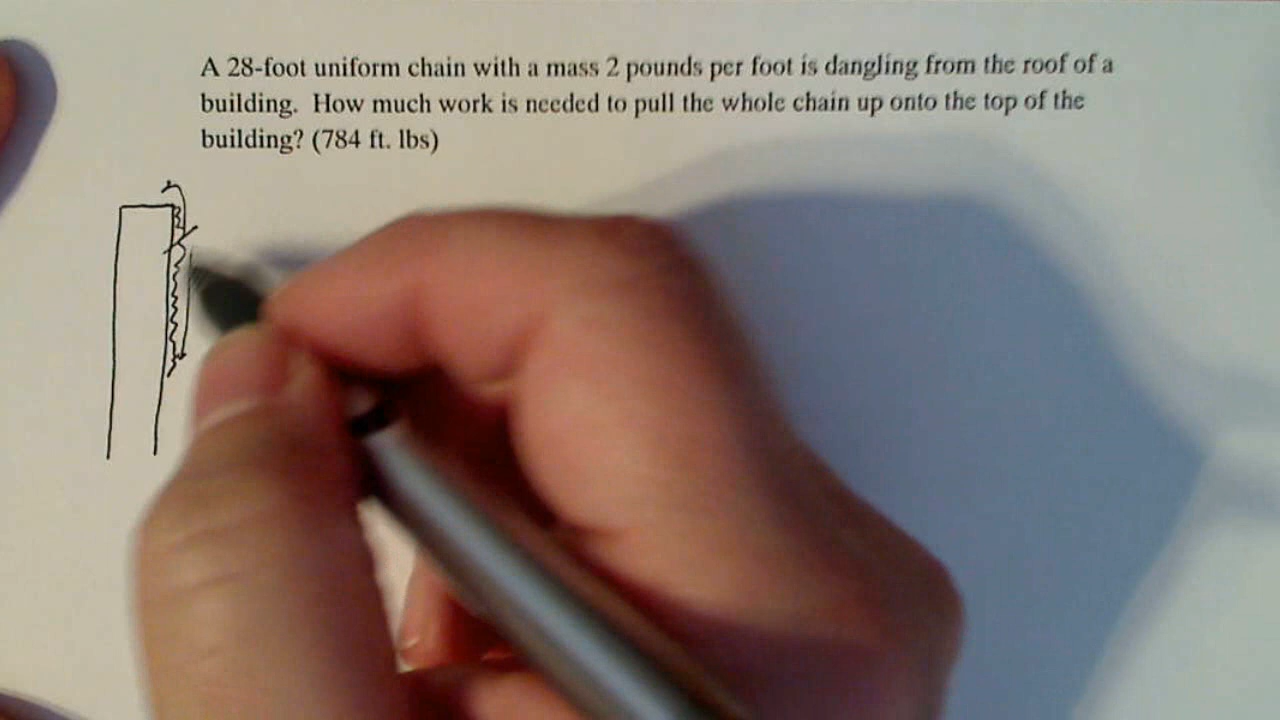 A 28-foot uniform chain with a mass 2 pounds per foot is dangling from the roof of a
building. How much work is needed to pull the whole chain up onto the top of the
building? (784 ft. lbs)